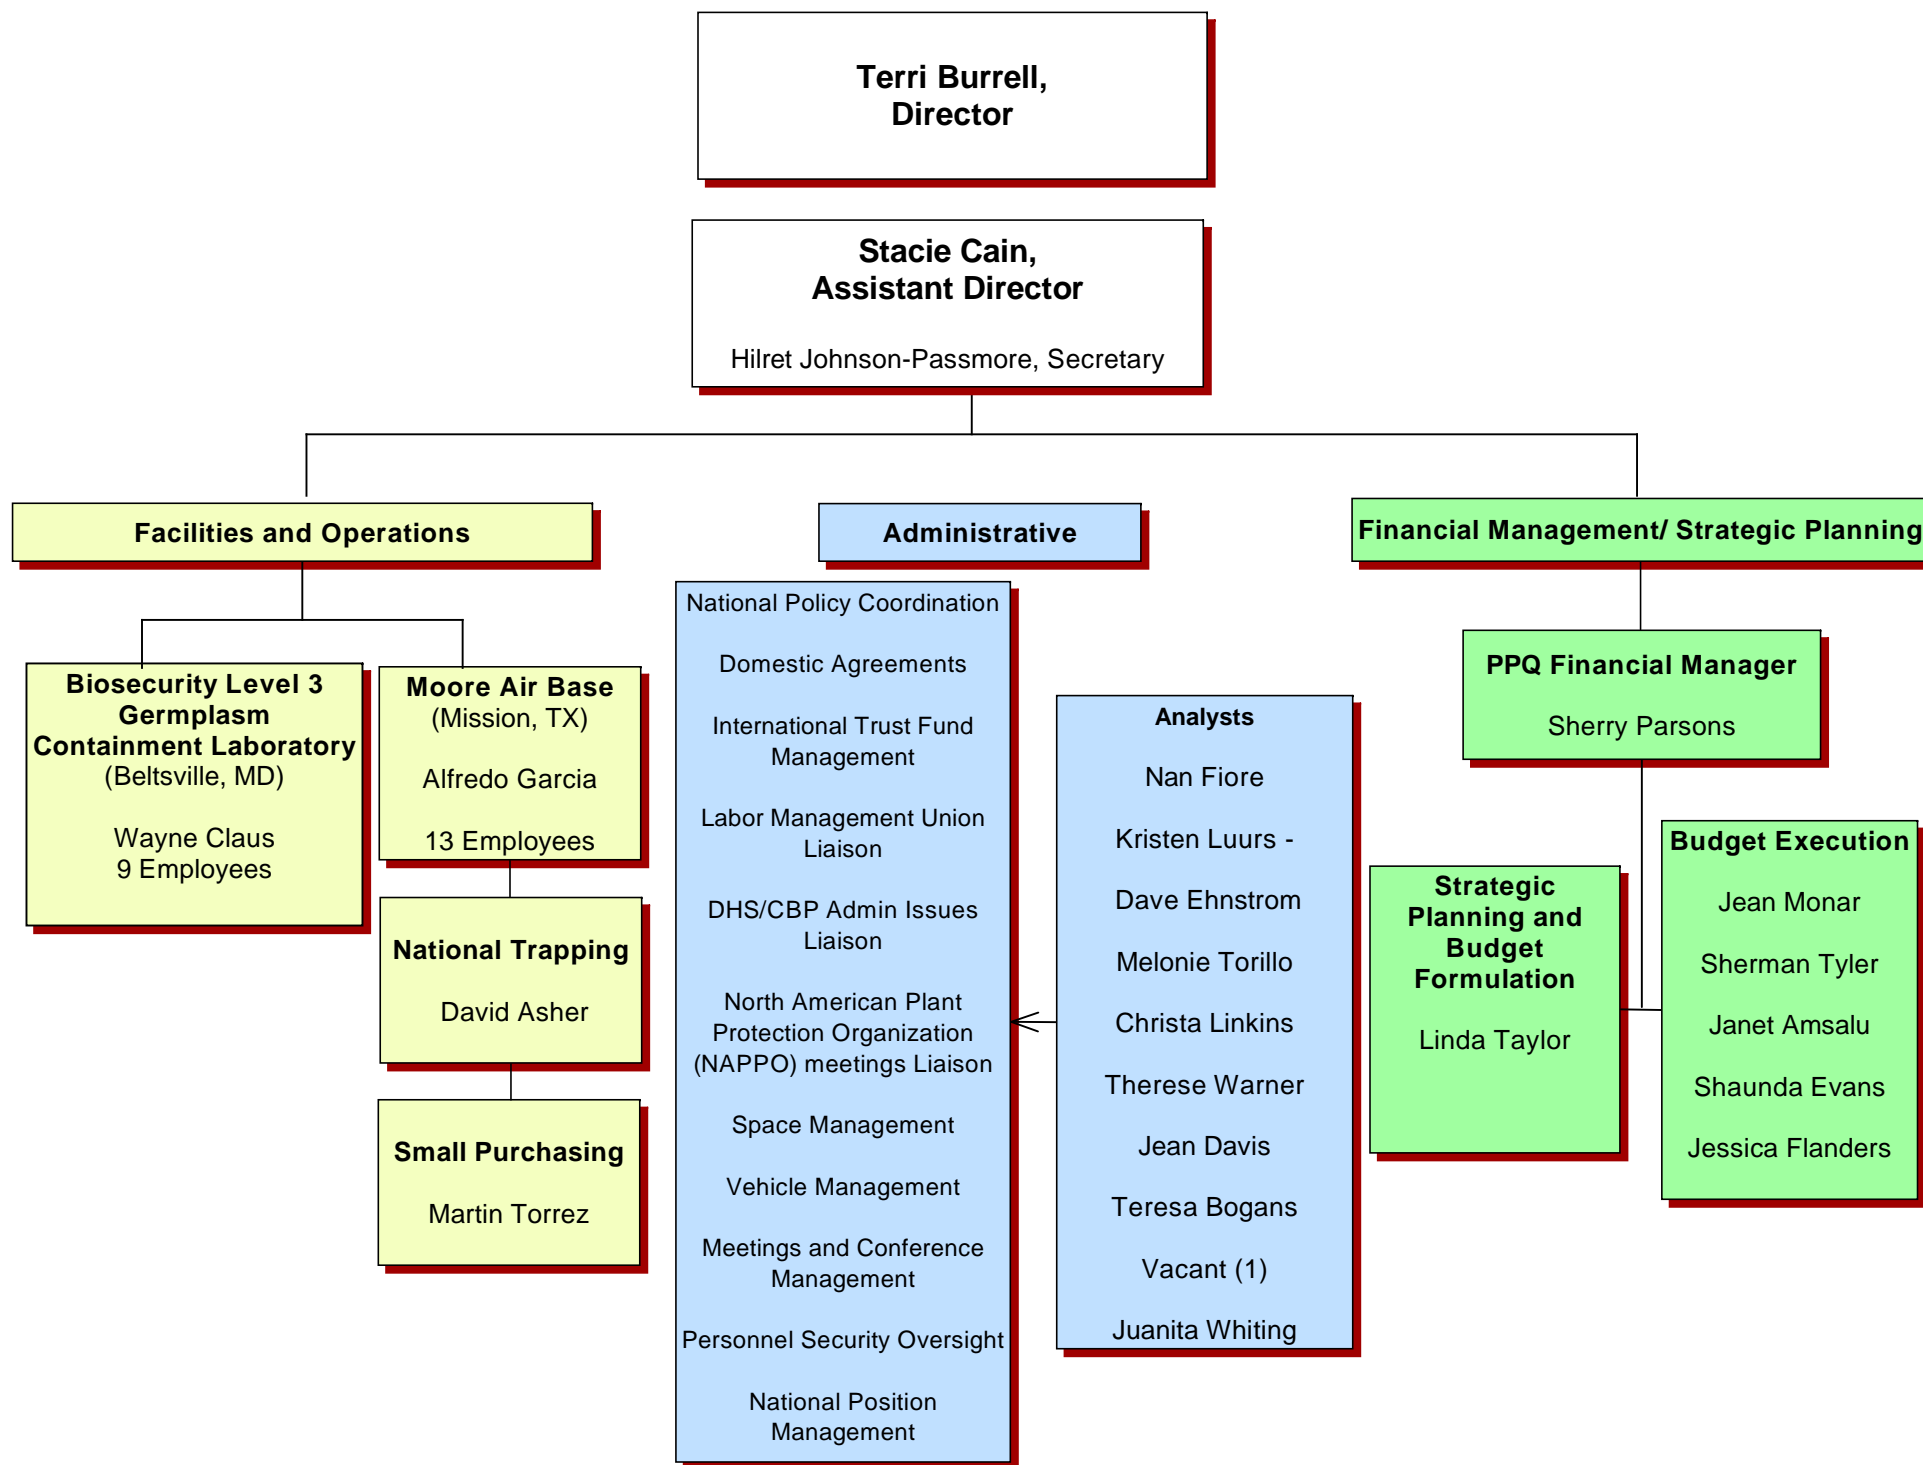 Terri Burrell,
Director
Stacie Cain,
Assistant Director
Hilret Johnson-Passmore, Secretary
Facilities and Operations
Biosecurity Level 3
Germplasm
Containment Laboratory
(Beltsville, MD)
Wayne Claus
9 Employees
Moore Air Base
(Mission, TX)
Alfredo Garcia
13 Employees
National Trapping
David Asher
Small Purchasing
Martin Torrez
Administrative
National Policy Coordination
Domestic Agreements
International Trust Fund
Management
Labor Management Union
Liaison
DHS/CBP Admin Issues
Liaison
North American Plant
Protection Organization
(NAPPO) meetings Liaison
Space Management
Vehicle Management
Meetings and Conference
Management
Personnel Security Oversight
National Position
Management
Analysts
Nan Fiore
Kristen Luurs -
Dave Ehnstrom
Melonie Torillo
Christa Linkins
Therese Warner
Jean Davis
Teresa Bogans
Vacant (1)
Juanita Whiting
Financial Management/ Strategic Planning
PPQ Financial Manager
Sherry Parsons
Strategic
Planning and
Budget
Formulation
Linda Taylor
Budget Execution
Jean Monar
Sherman Tyler
Janet Amsalu
Shaunda Evans
Jessica Flanders